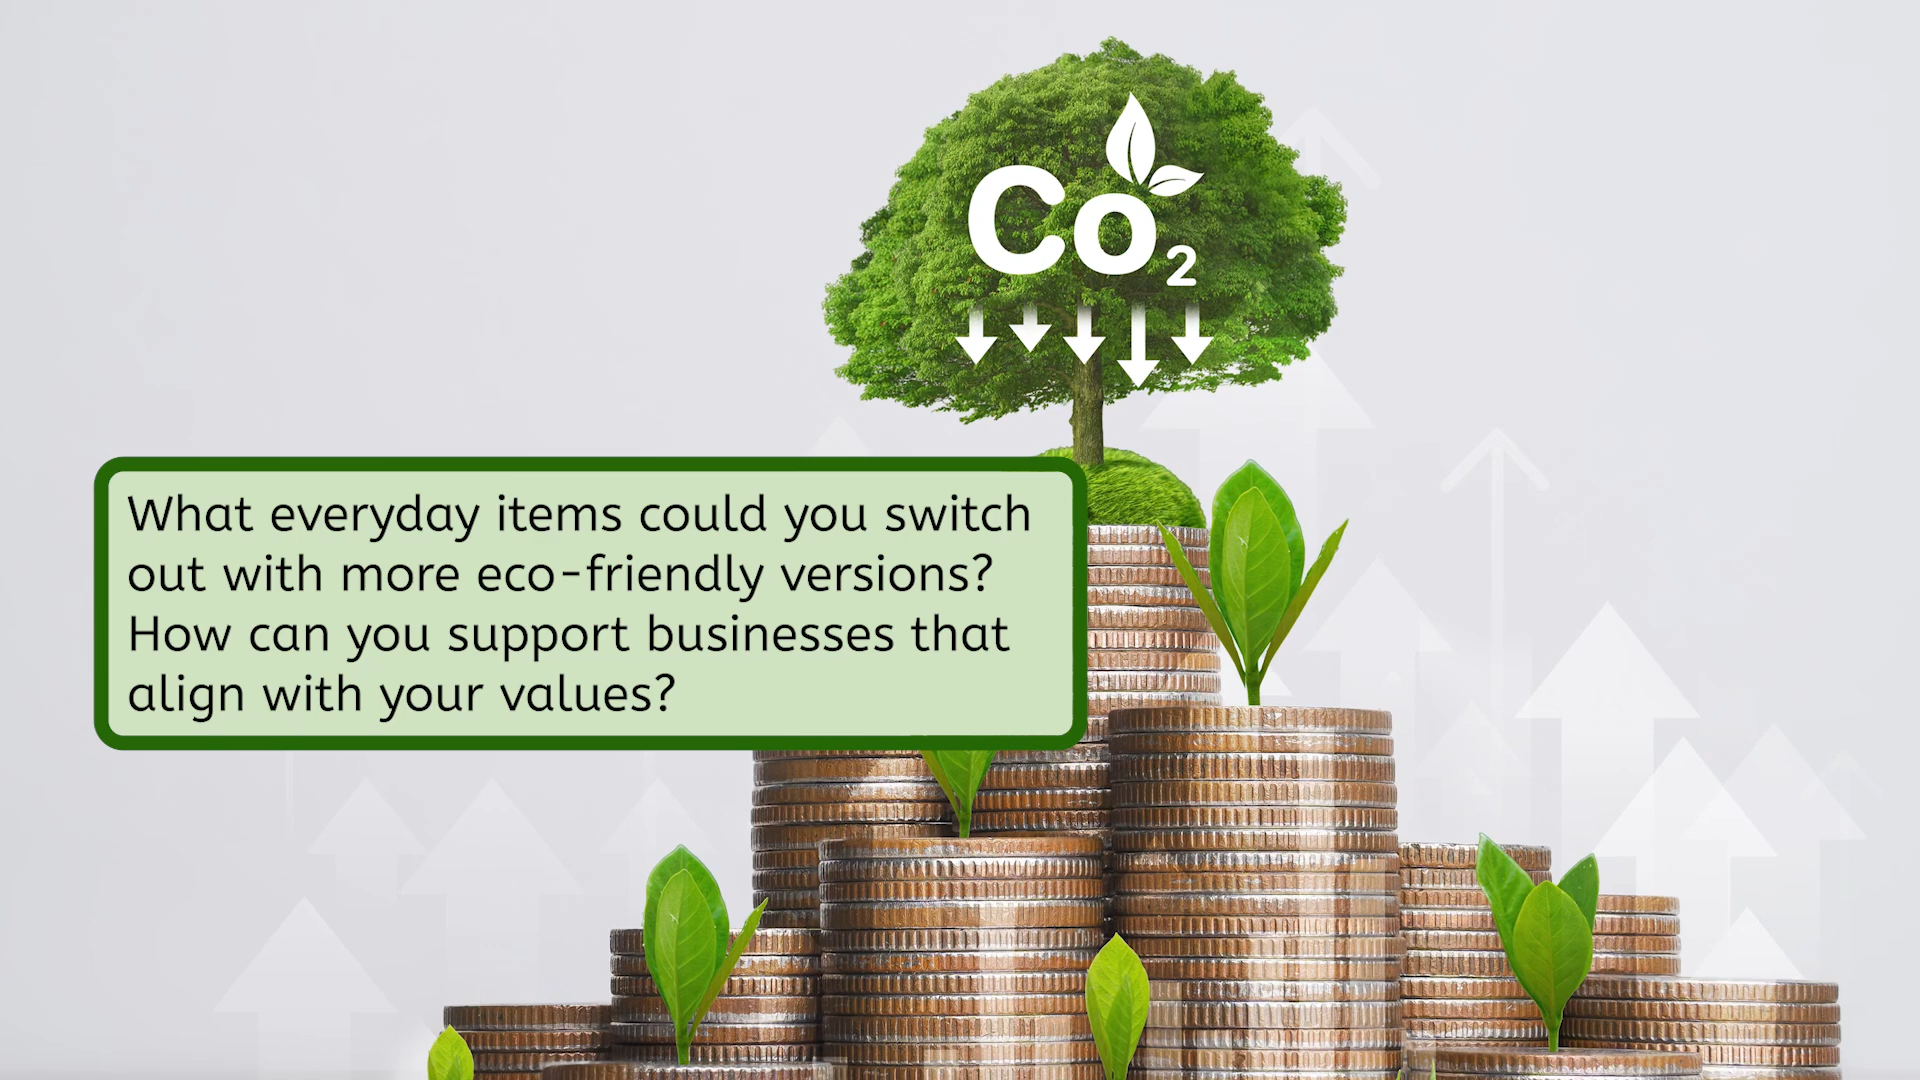 Co2
What everyday items could you switch
out with more eco-friendly versions?
How can you support businesses that
align with your values?